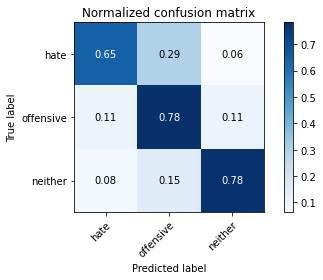 Normalized confusion matrix
True label
hate 0.65 0.29 0.06
offensive 0.11 0.78 0.11
neither 0.08 0.15 0.78
hate offensive neither
Predicted label
0.7
0.6
0.5
0.4
0.3
0.2
0.1